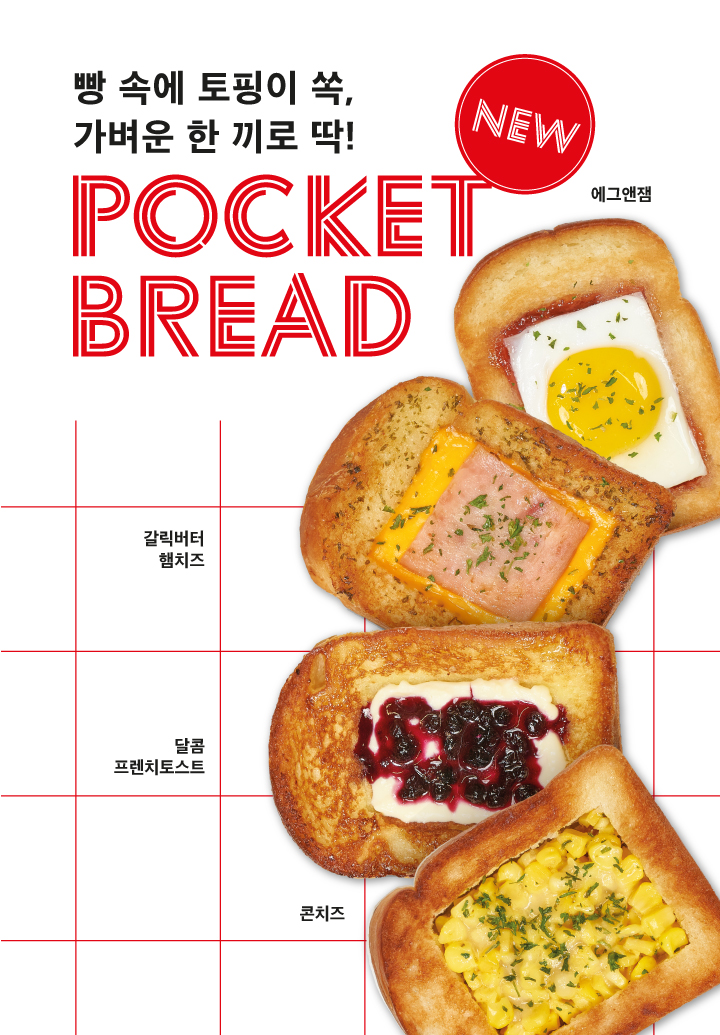 빵 속에 토핑이 쏙,
가벼운 한 끼로 딱!
NEW
POCKET
BREAD
에그앤잼
갈릭버터
햄치즈
달콤
프렌치토스트
콘치즈